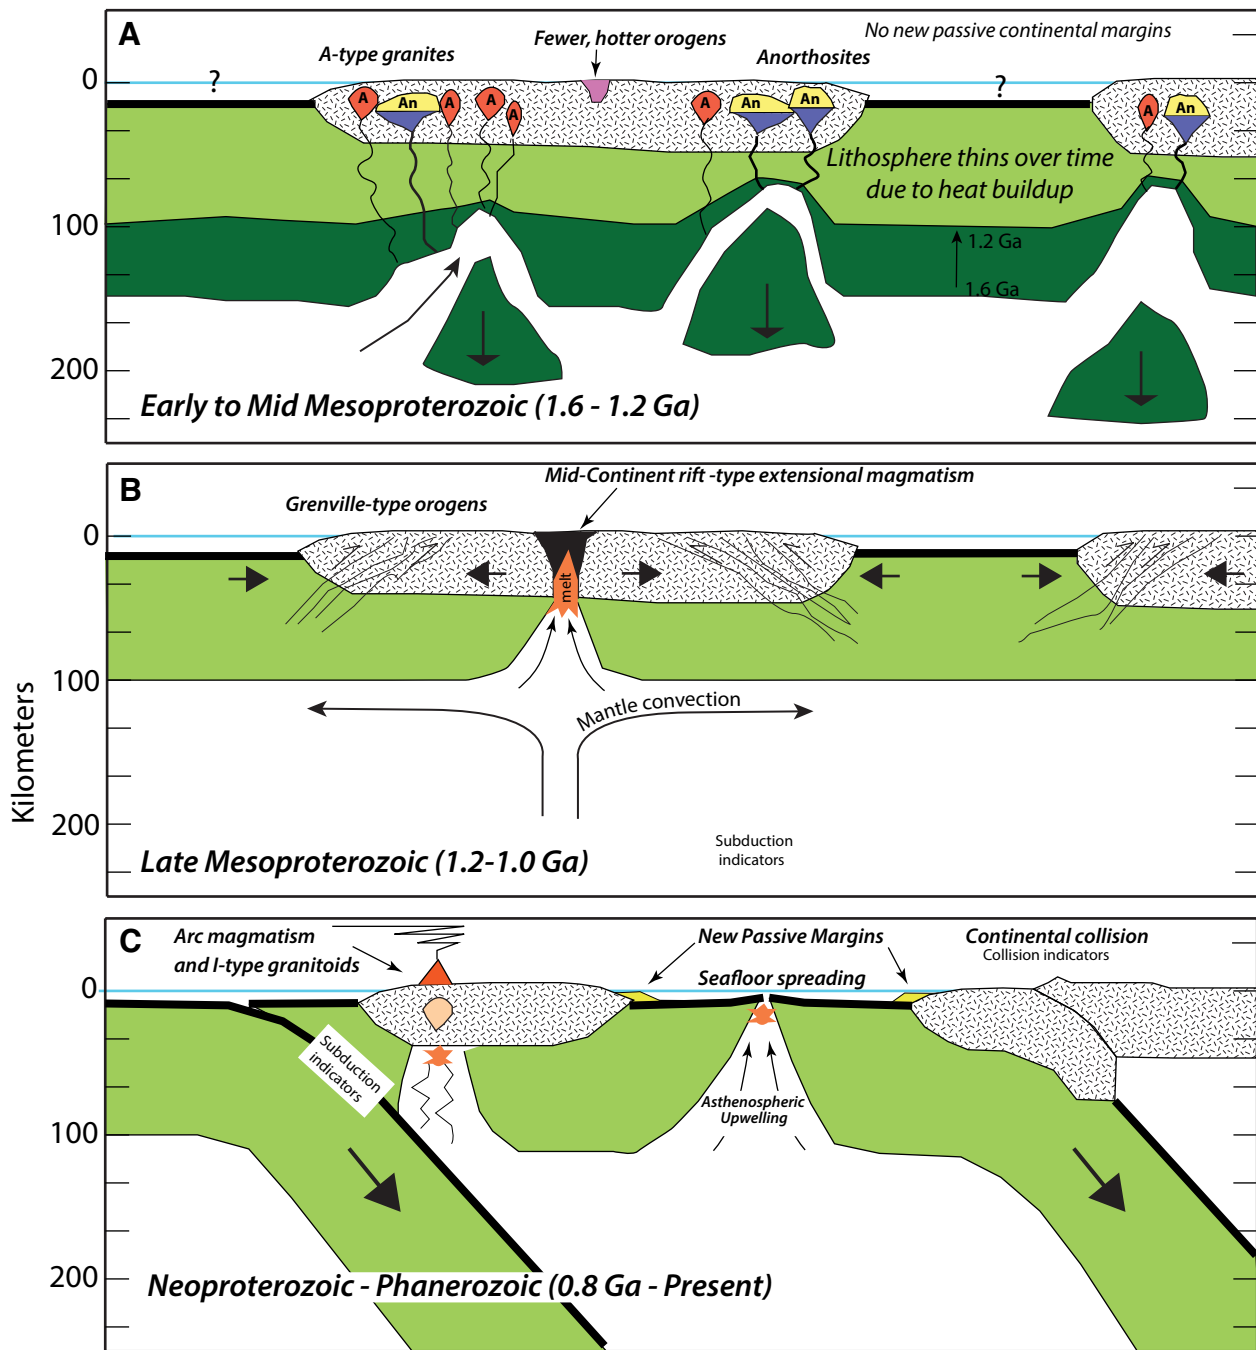 A
No new passive continental margins
Fewer, hotter orogens
A-type granites
Anorthosites
?
?
0
A
An
A
A
A
A
An
An
A
An
Lithosphere thins over time
due to heat buildup
100
1.2 Ga
1.6 Ga
200
Early to Mid Mesoproterozoic (1.6 - 1.2 Ga)
B
Mid-Continent rift -type extensional magmatism
Grenville-type orogens
0
melt
100
Mantle convection
Kilometers
200
Subduction
indicators
Late Mesoproterozoic (1.2-1.0 Ga)
C
Arc magmatism
and I-type granitoids
New Passive Margins
Continental collision
Collision indicators
Seafloor spreading
0
Subduction
indicators
Asthenospheric
Upwelling
100
200
Neoproterozoic - Phanerozoic (0.8 Ga - Present)